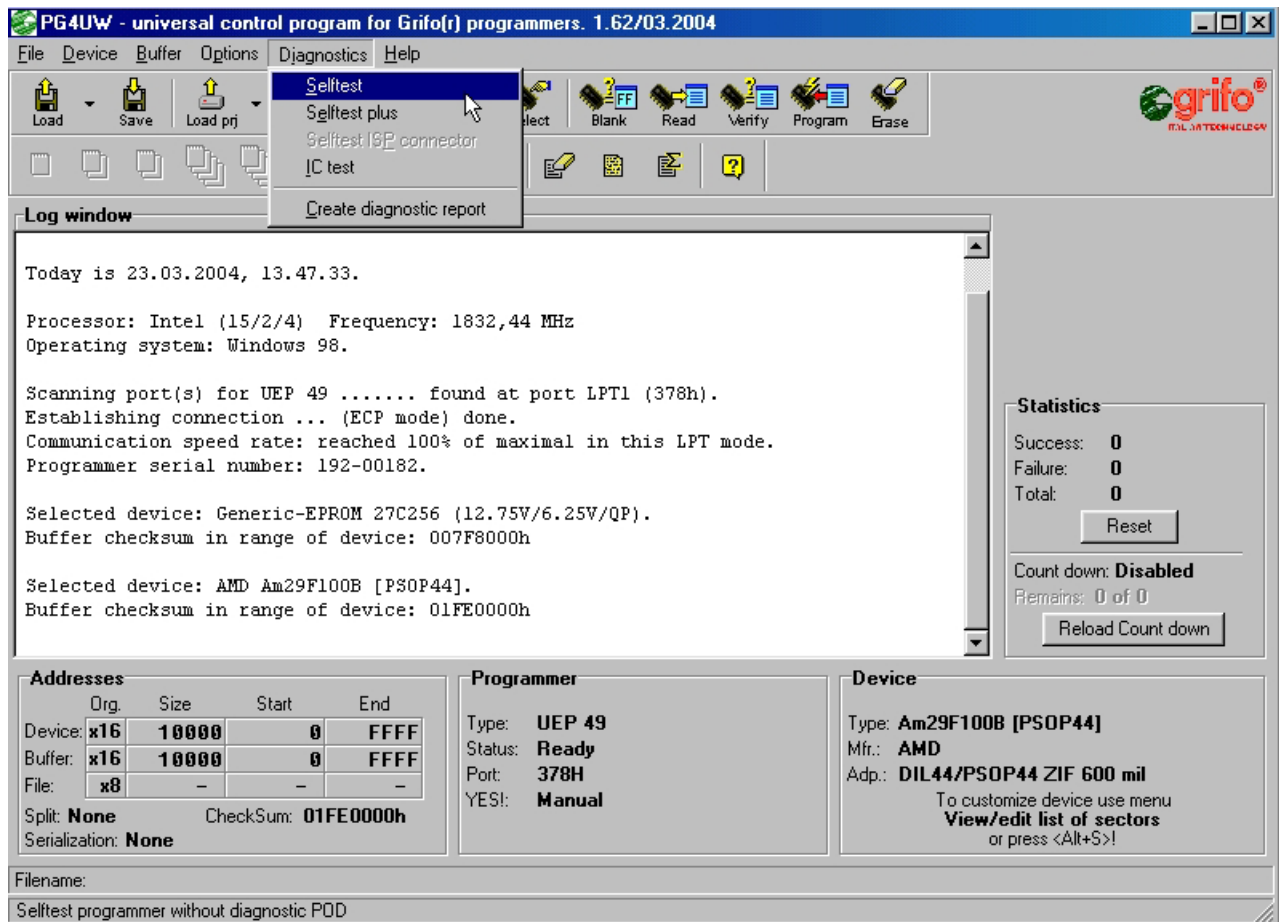 PG4UW - universal control program for Grifo(r) programmers. 1.62/03.2004
File Device Buffer Options Diagnostics Help
Selftest
Selftest plus
Selftest ISP connector
IC test
Create diagnostic report
Load Save Load prj Blank Read Verify Program Erase
FF
grifo®
ITALIAN TECHNOLOGY
Log window
Today is 23.03.2004, 13.47.33.
Processor: Intel (15/2/4) Frequency: 1832,44 MHz
Operating system: Windows 98.
Scanning port(s) for UEP 49 ....... found at port LPT1 (378h).
Establishing connection ... (ECP mode) done.
Communication speed rate: reached 100% of maximal in this LPT mode.
Programmer serial number: 192-00182.
Selected device: Generic-EPROM 27C256 (12.75V/6.25V/QP).
Buffer checksum in range of device: 007F8000h
Selected device: AMD Am29F100B [PSOP44].
Buffer checksum in range of device: 01FE0000h
Statistics
Success: 0
Failure: 0
Total: 0
Reset
Count down: Disabled
Remains: 0 of 0
Reload Count down
Addresses
Org. Size Start End
Device: x16 10000 0 FFFF
Buffer: x16 10000 0 FFFF
File: x8 - - -
Split: None CheckSum: 01FE0000h
Serialization: None
Programmer
Type: UEP 49
Status: Ready
Port: 378H
YES!: Manual
Device
Type: Am29F100B [PSOP44]
Mfr.: AMD
Adp.: DIL44/PSOP44 ZIF 600 mil
To customize device use menu
View/edit list of sectors
or press <Alt+S>!
Filename:
Selftest programmer without diagnostic POD